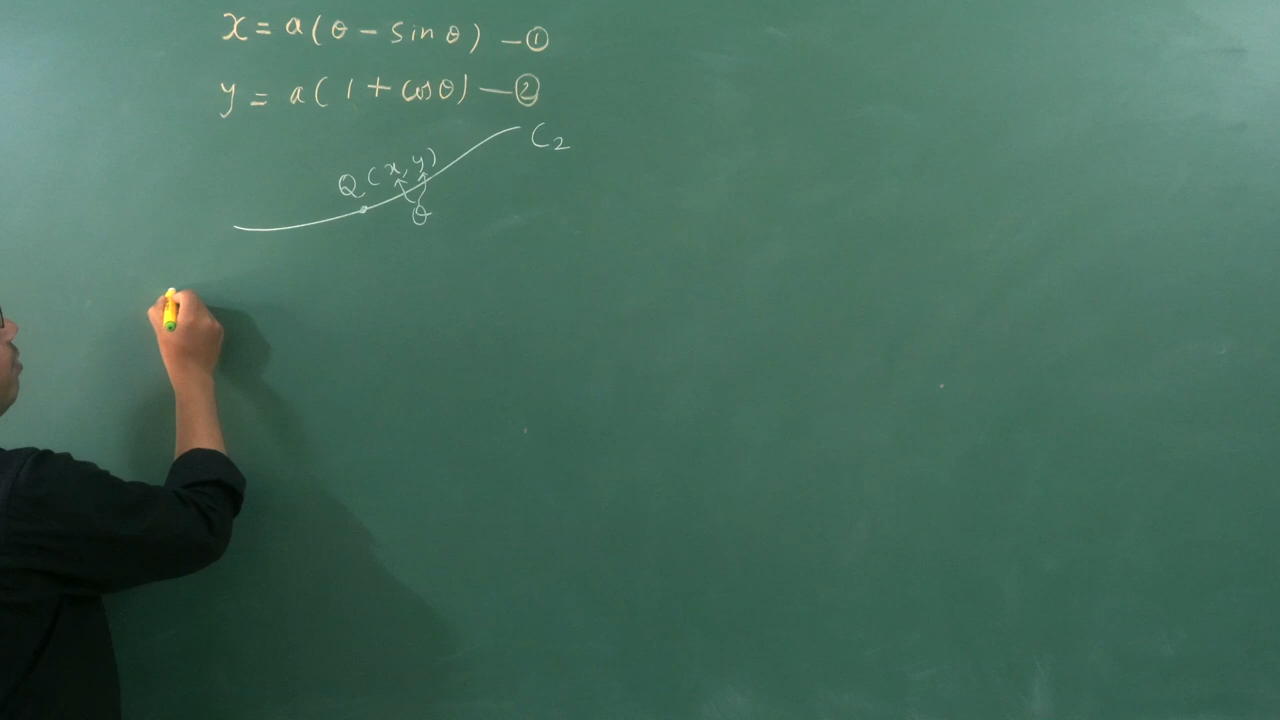 x = a(θ - sinθ) - ①
y = a(1 + cosθ) - ②
C₂
Q(x, y)
θ